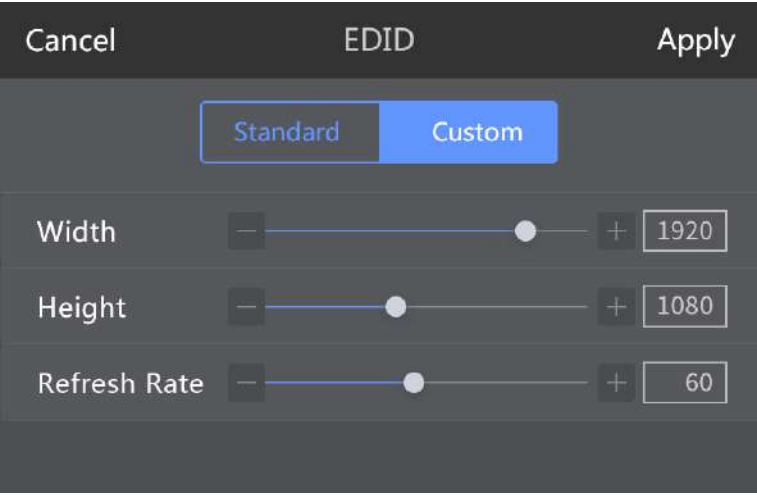 Cancel EDID Apply
Standard Custom
Width 1920
Height 1080
Refresh Rate 60